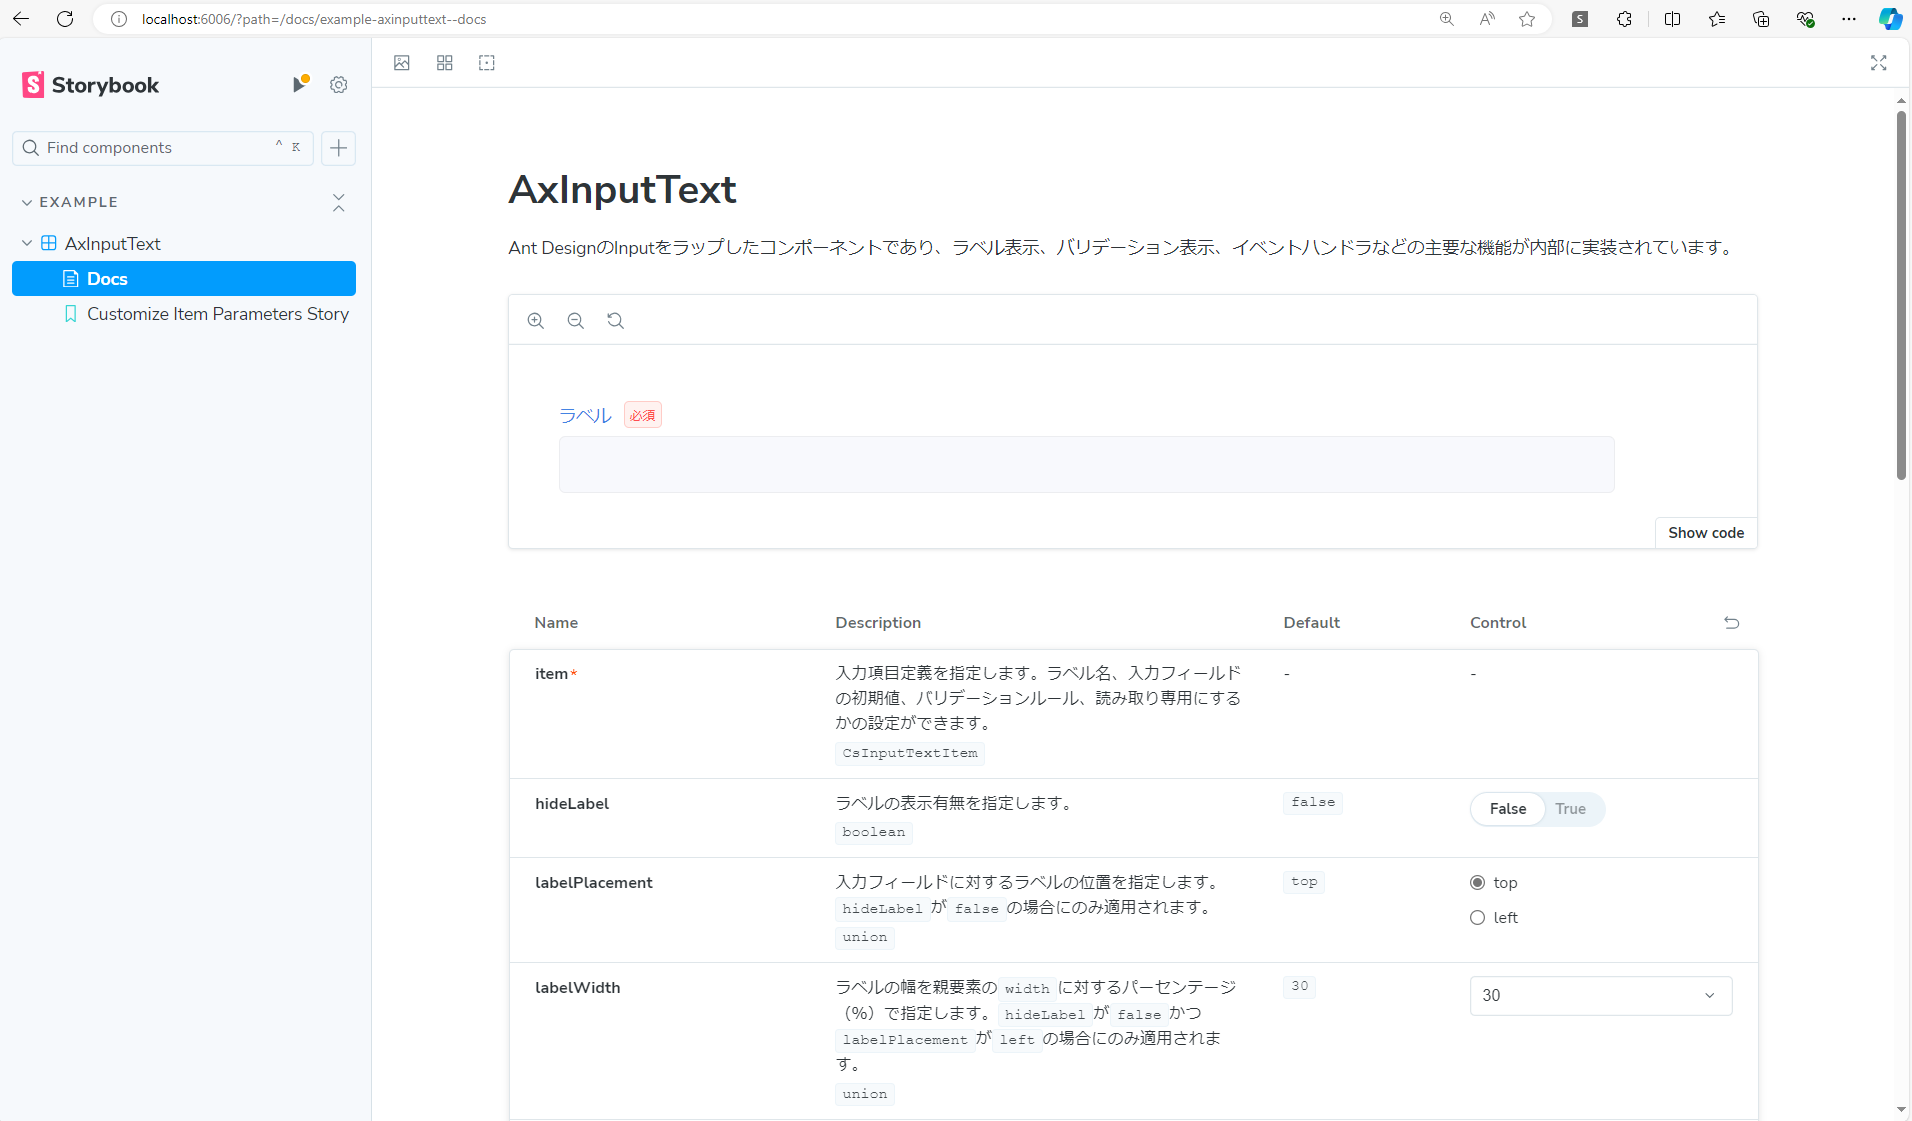 localhost:6006/?path=/docs/example-axinputtext--docs
Storybook
Find components
^ K
EXAMPLE
AxInputText
Docs
Customize Item Parameters Story
AxInputText
Ant DesignのInputをラップしたコンポーネントであり、ラベル表示、バリデーション表示、イベントハンドラなどの主要な機能が内部に実装されています。
ラベル 必須
Show code
Name Description Default Control
item* 入力項目定義を指定します。ラベル名、入力フィールド - -
の初期値、バリデーションルール、読み取り専用にする
かの設定ができます。
CsInputTextItem
hideLabel ラベルの表示有無を指定します。 false False True
boolean
labelPlacement 入力フィールドに対するラベルの位置を指定します。 top top
hideLabel が false の場合にのみ適用されます。 left
union
labelWidth ラベルの幅を親要素の width に対するパーセンテージ 30 30
（%）で指定します。 hideLabel が false かつ
labelPlacement が left の場合にのみ適用されま
す。
union